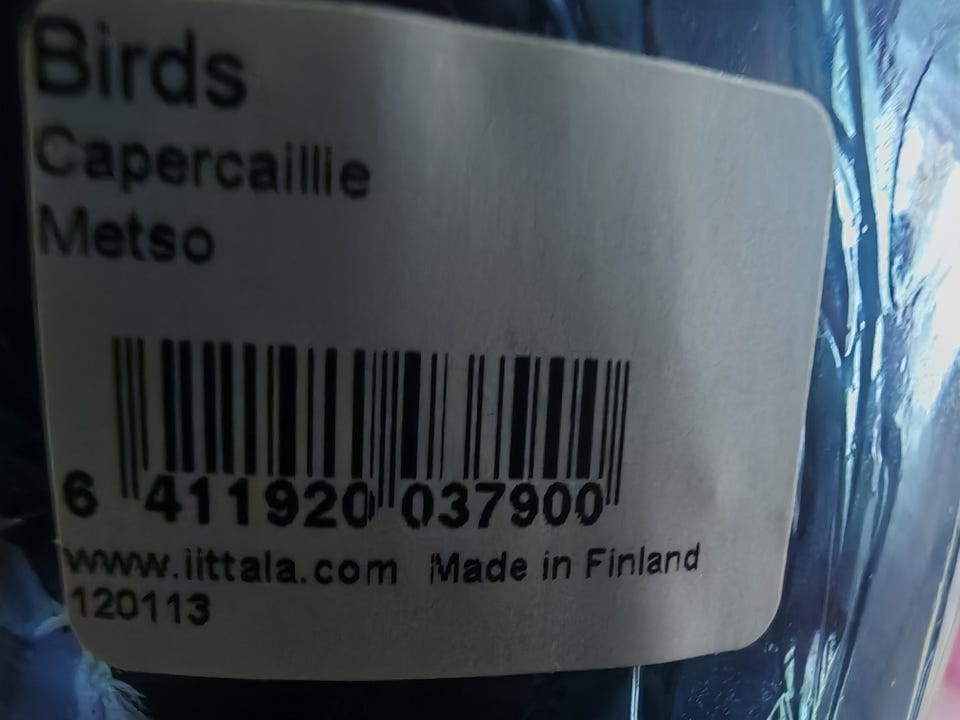 Birds
Capercaillie
Metso
6 411920 037900
www.iittala.com Made in Finland
120113